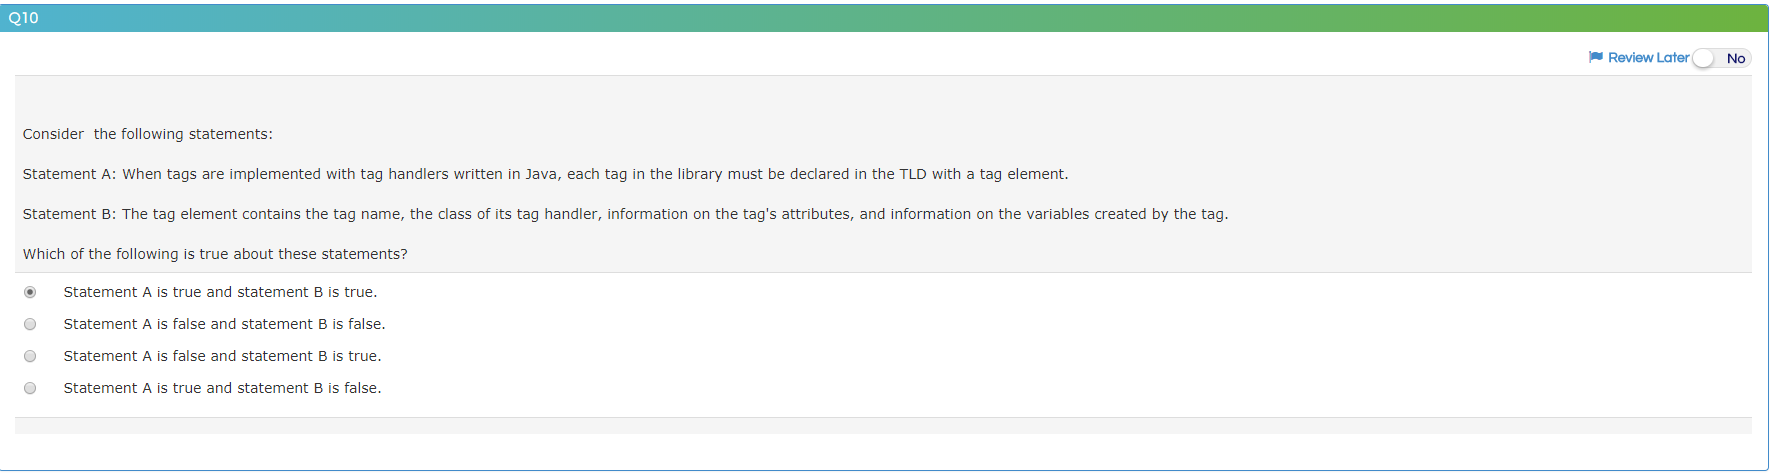 Q10
Review Later No
Consider the following statements:
Statement A: When tags are implemented with tag handlers written in Java, each tag in the library must be declared in the TLD with a tag element.
Statement B: The tag element contains the tag name, the class of its tag handler, information on the tag's attributes, and information on the variables created by the tag.
Which of the following is true about these statements?
Statement A is true and statement B is true.
Statement A is false and statement B is false.
Statement A is false and statement B is true.
Statement A is true and statement B is false.